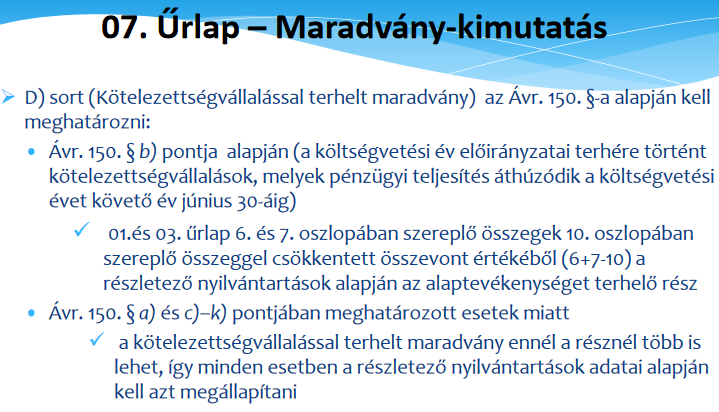 07. Űrlap – Maradvány-kimutatás
D) sort (Kötelezettségvállalással terhelt maradvány) az Ávr. 150. §-a alapján kell
meghatározni:
Ávr. 150. § b) pontja alapján (a költségvetési év előirányzatai terhére történt
kötelezettségvállalások, melyek pénzügyi teljesítés áthúzódik a költségvetési
évet követő év június 30-áig)
01.és 03. űrlap 6. és 7. oszlopában szereplő összegek 10. oszlopában
szereplő összeggel csökkentett összevont értékéből (6+7-10) a
részletező nyilvántartások alapján az alaptevékenységet terhelő rész
Ávr. 150. § a) és c)–k) pontjában meghatározott esetek miatt
a kötelezettségvállalással terhelt maradvány ennél a résznél több is
lehet, így minden esetben a részletező nyilvántartások adatai alapján
kell azt megállapítani